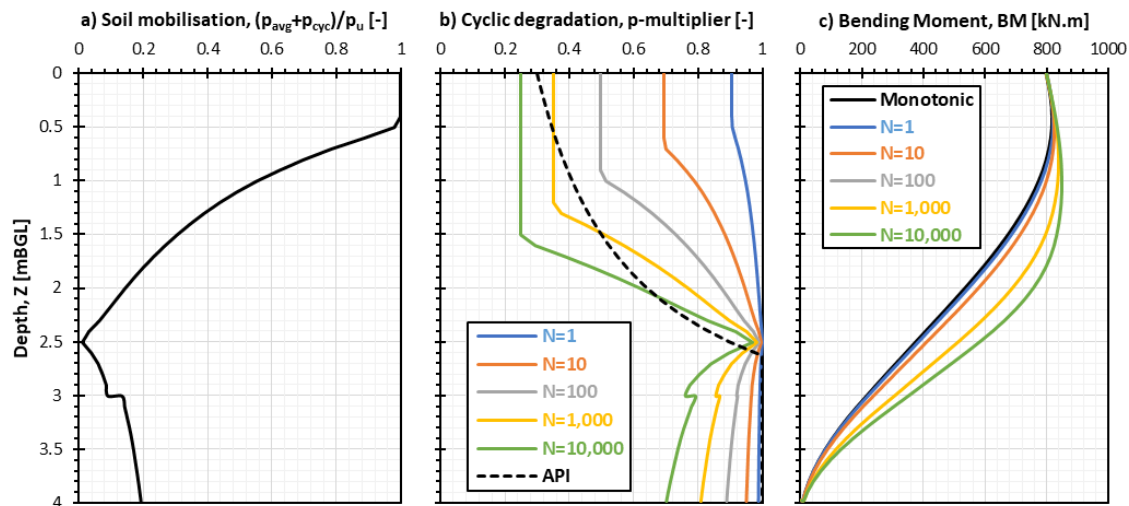 a) Soil mobilisation, (pavg+pcyc)/pu [-]
0 0.2 0.4 0.6 0.8 1
Depth, Z [mBGL]
0
0.5
1
1.5
2
2.5
3
3.5
4
b) Cyclic degradation, p-multiplier [-]
0 0.2 0.4 0.6 0.8 1
N=1
N=10
N=100
N=1,000
N=10,000
API
c) Bending Moment, BM [kN.m]
0 200 400 600 800 1000
Monotonic
N=1
N=10
N=100
N=1,000
N=10,000